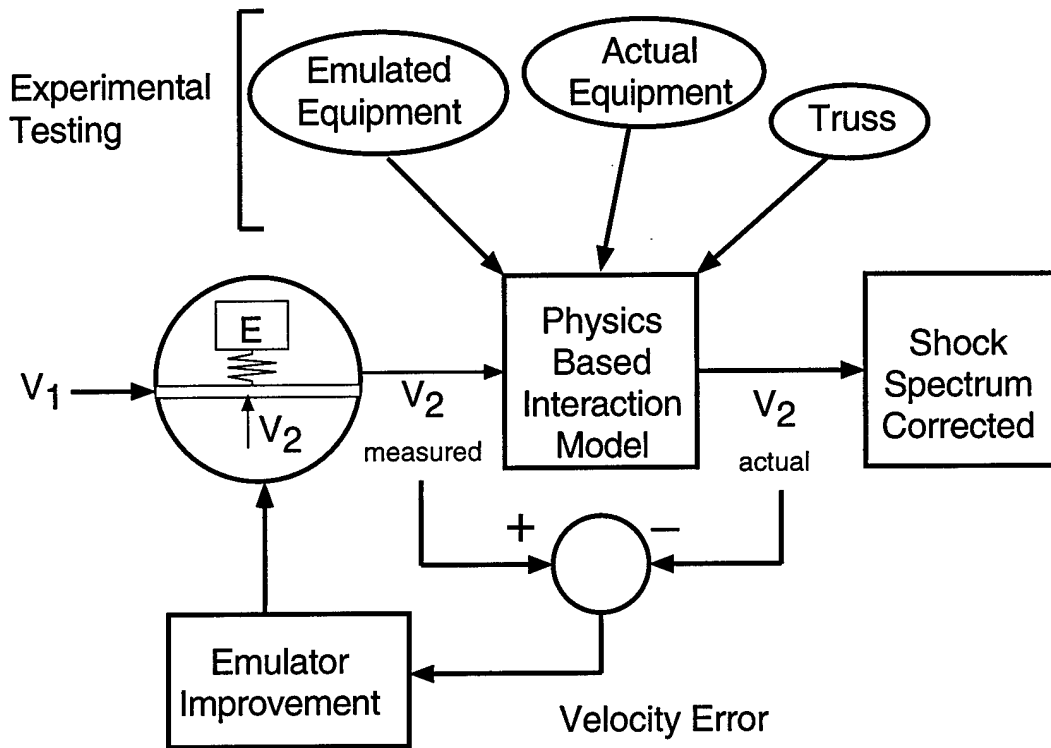 Experimental
Testing
Emulated
Equipment
Actual
Equipment
Truss
V1
E
V2
V2
measured
Physics
Based
Interaction
Model
V2
actual
Shock
Spectrum
Corrected
+
−
Emulator
Improvement
Velocity Error